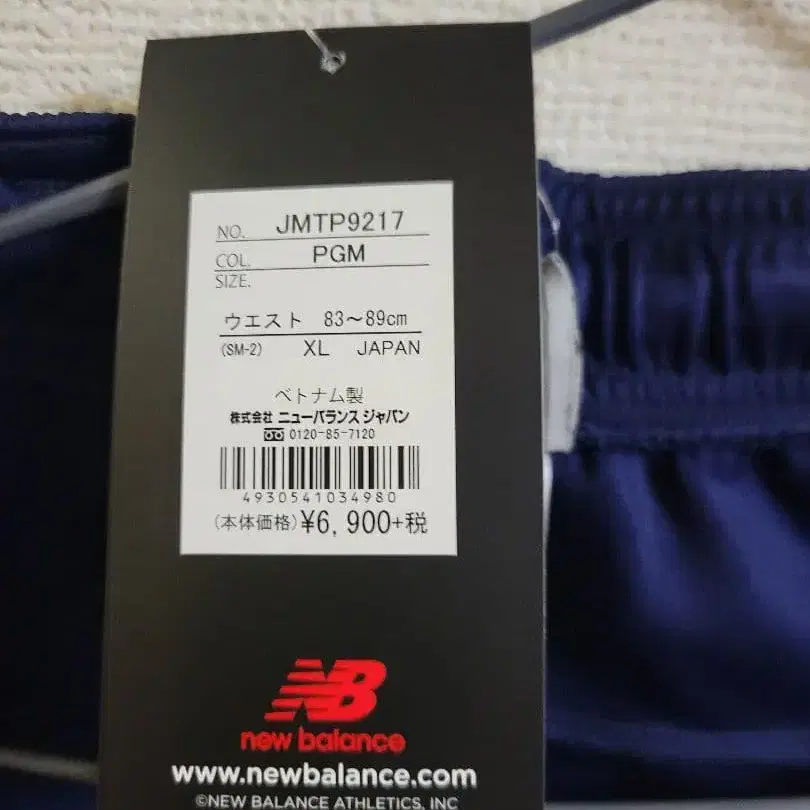 NO. JMTP9217
COL. PGM
SIZE.
ウエスト 83〜89cm
(SM-2) XL JAPAN
ベトナム製
株式会社 ニューバランス ジャパン
0120-85-7120
4930541034980
(本体価格)¥6,900+税
NB
new balance
www.newbalance.com
©NEW BALANCE ATHLETICS, INC